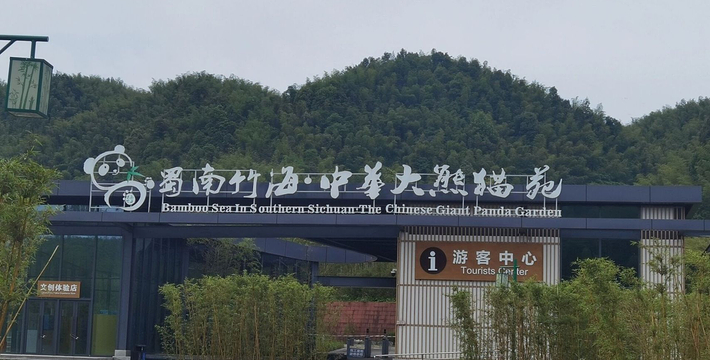 蜀南竹海·中华大熊猫苑
Bamboo Sea In Southern Sichuan The Chinese Giant Panda Garden
i 游客中心
Tourists Center
文创体验店